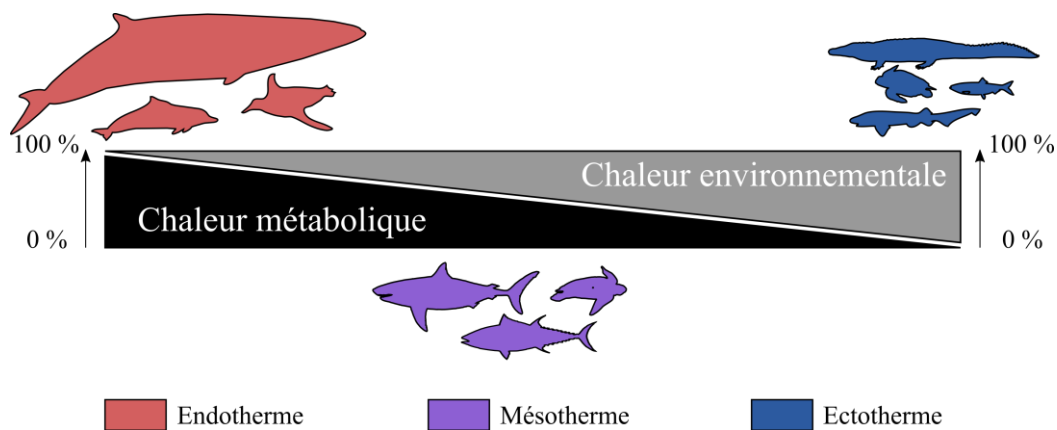 100 %
100 %
Chaleur environnementale
Chaleur métabolique
0 %
0 %
Endotherme
Mésotherme
Ectotherme